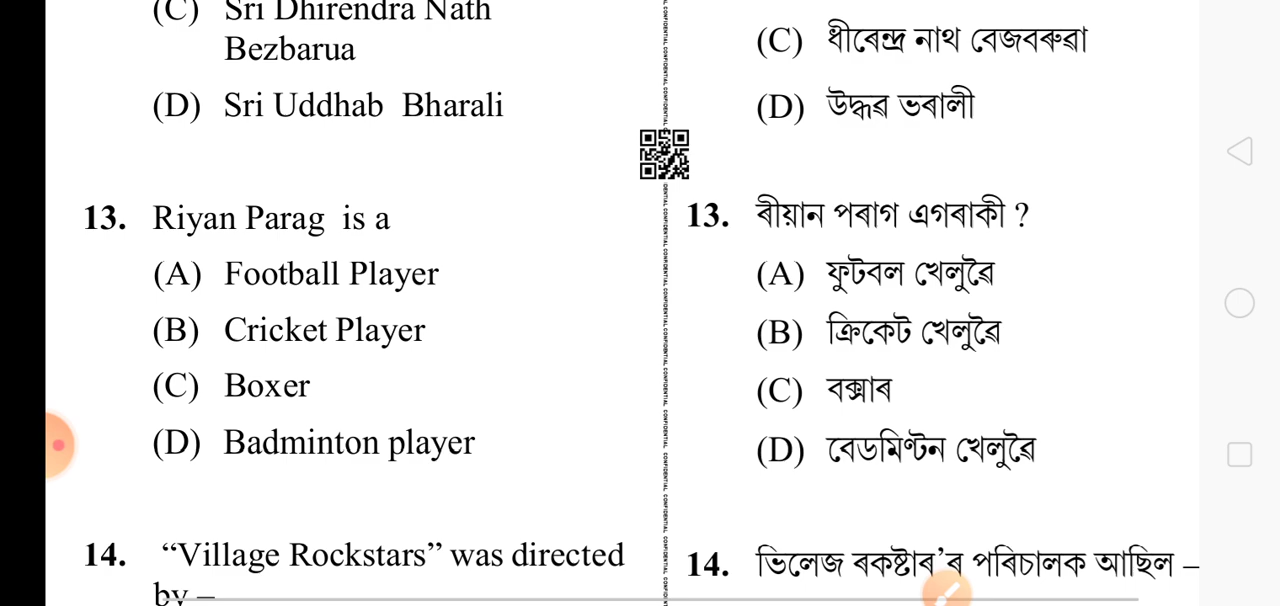 (C) Sri Dhirendra Nath
Bezbarua
(D) Sri Uddhab Bharali
13. Riyan Parag is a
(A) Football Player
(B) Cricket Player
(C) Boxer
(D) Badminton player
14. “Village Rockstars” was directed
by –
(C) ধীৰেন্দ্ৰ নাথ বেজবৰুৱা
(D) উদ্ধৱ ভৰালী
13. ৰীয়ান পৰাগ এগৰাকী ?
(A) ফুটবল খেলুৱৈ
(B) ক্ৰিকেট খেলুৱৈ
(C) বক্সাৰ
(D) বেডমিণ্টন খেলুৱৈ
14. ভিলেজ ৰকষ্টাৰ’ৰ পৰিচালক আছিল –